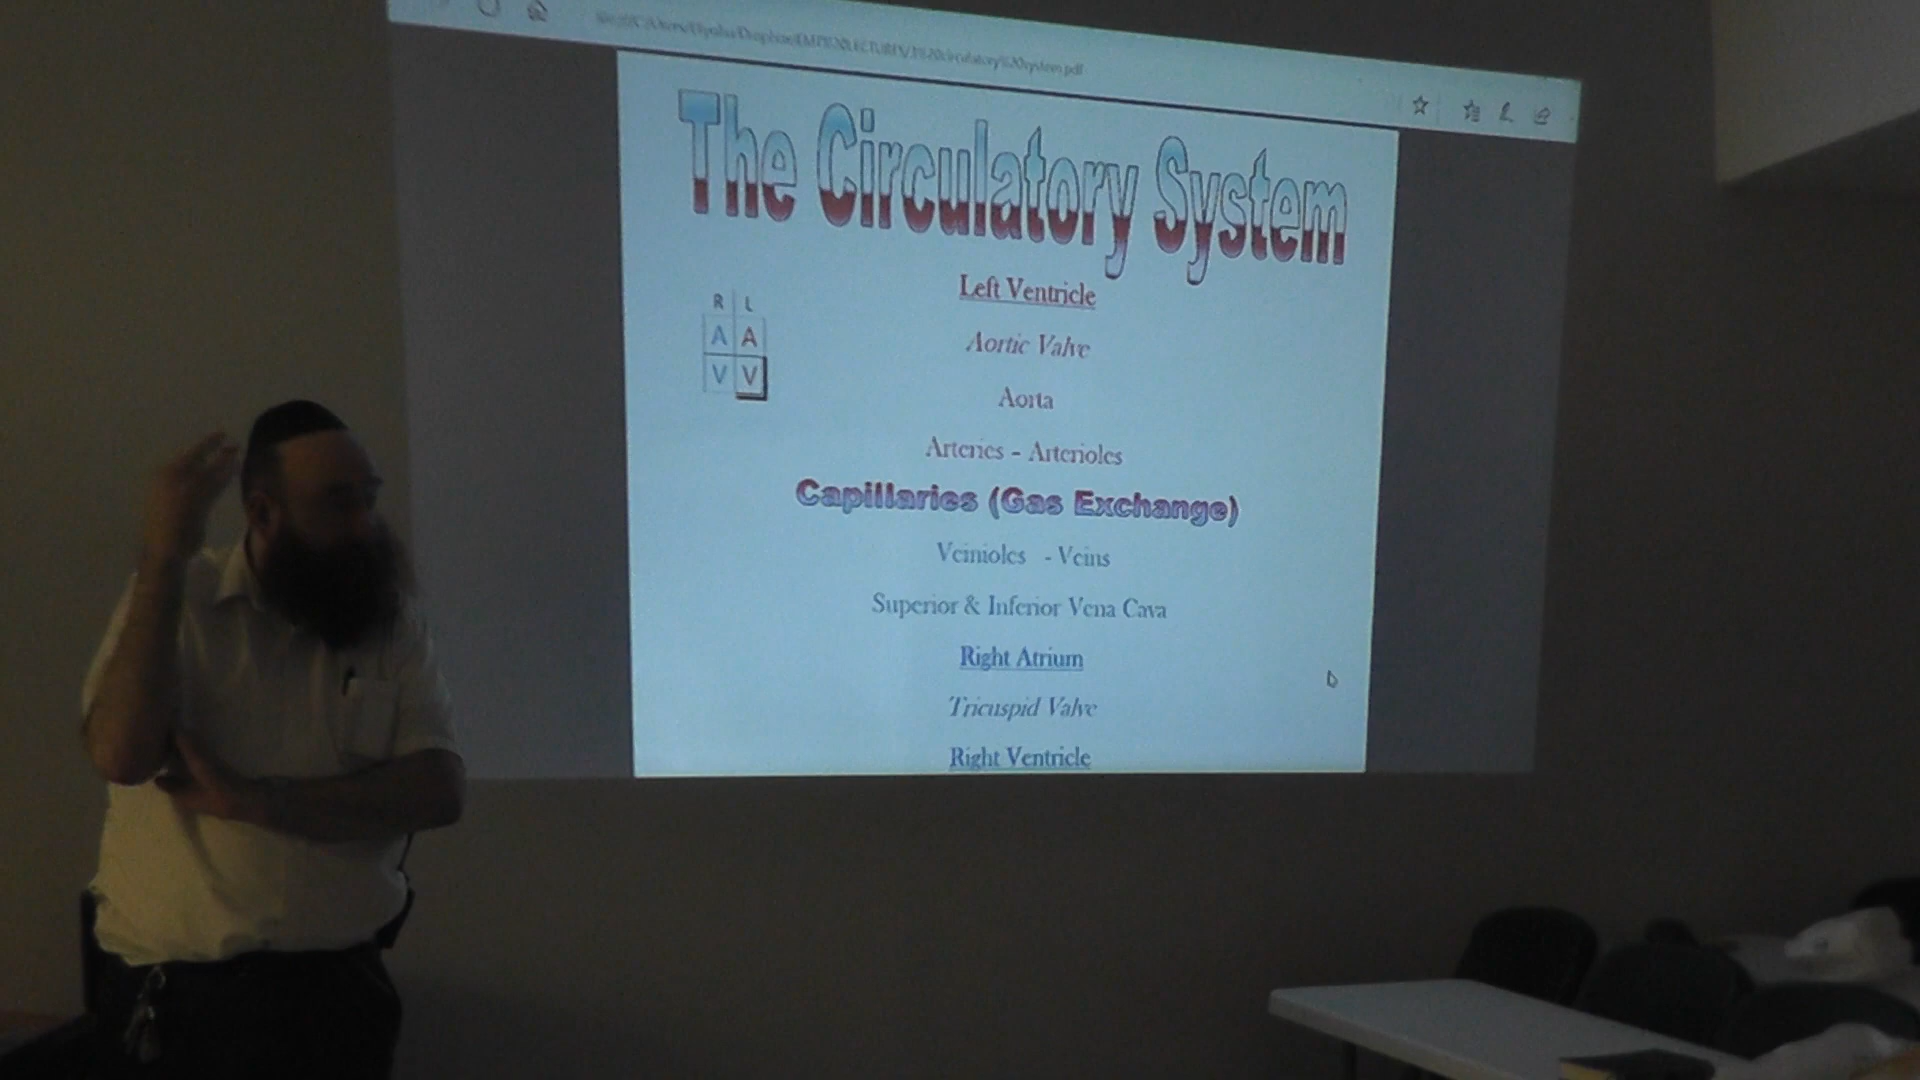 The Circulatory System
R L
A A
V V
Left Ventricle
Aortic Valve
Aorta
Arteries - Arterioles
Capillaries (Gas Exchange)
Veinioles - Veins
Superior & Inferior Vena Cava
Right Atrium
Tricuspid Valve
Right Ventricle